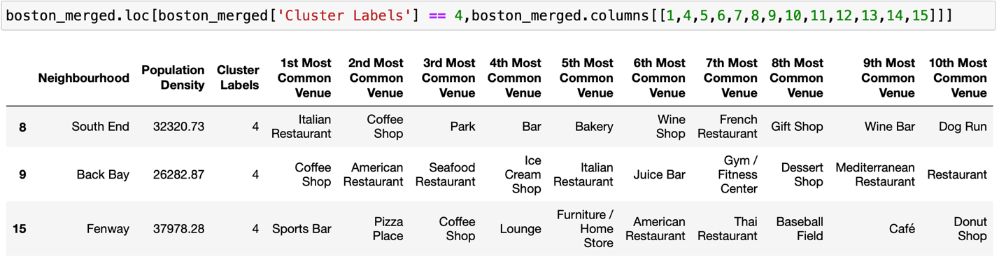 boston_merged.loc[boston_merged['Cluster Labels'] == 4,boston_merged.columns[[1,4,5,6,7,8,9,10,11,12,13,14,15]]]
Neighbourhood Population Density Cluster Labels 1st Most Common Venue 2nd Most Common Venue 3rd Most Common Venue 4th Most Common Venue 5th Most Common Venue 6th Most Common Venue 7th Most Common Venue 8th Most Common Venue 9th Most Common Venue 10th Most Common Venue
8 South End 32320.73 4 Italian Restaurant Coffee Shop Park Bar Bakery Wine Shop French Restaurant Gift Shop Wine Bar Dog Run
9 Back Bay 26282.87 4 Coffee Shop American Restaurant Seafood Restaurant Ice Cream Shop Italian Restaurant Juice Bar Gym / Fitness Center Dessert Shop Mediterranean Restaurant Restaurant
15 Fenway 37978.28 4 Sports Bar Pizza Place Coffee Shop Lounge Furniture / Home Store American Restaurant Thai Restaurant Baseball Field Café Donut Shop